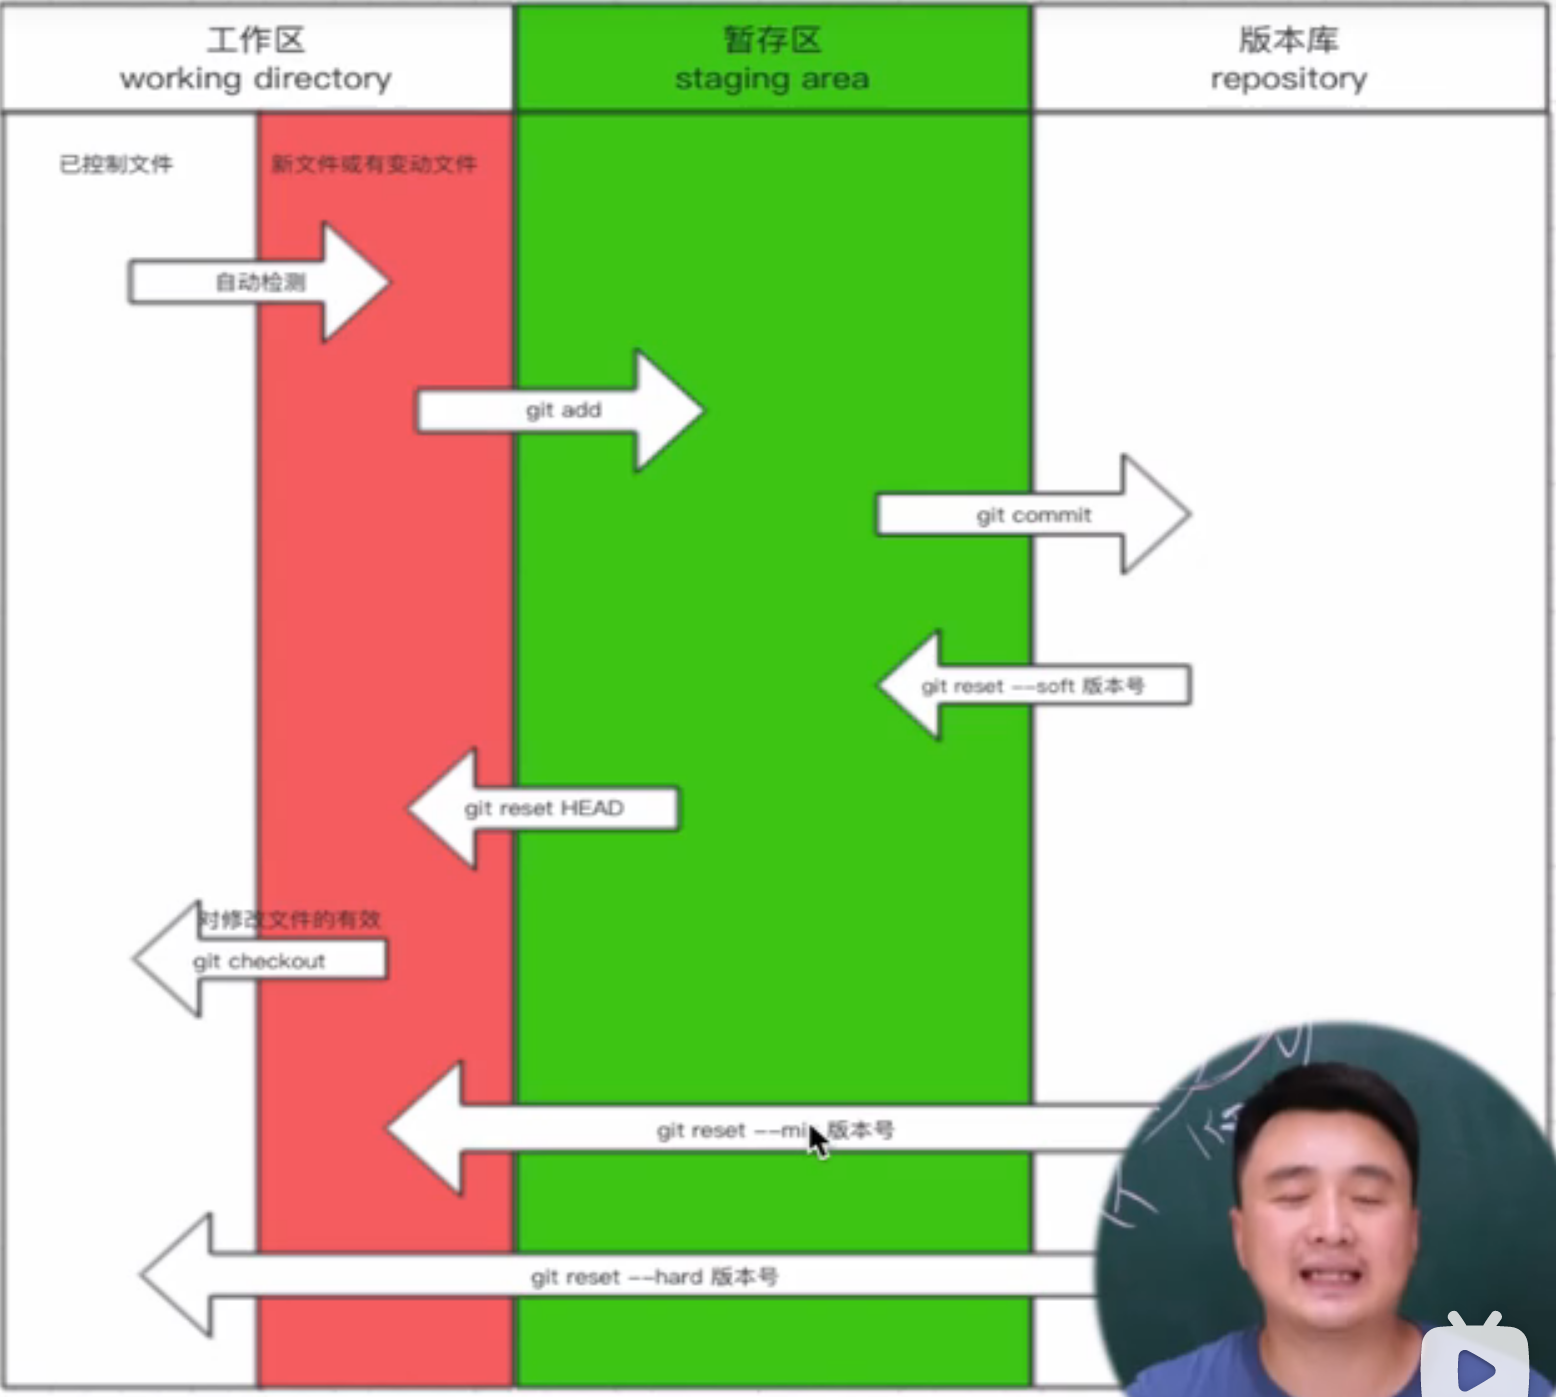 工作区
working directory
暂存区
staging area
版本库
repository
已控制文件
新文件或有变动文件
自动检测
git add
git commit
git reset --soft 版本号
git reset HEAD
对修改文件的有效
git checkout
git reset 版本号
git reset --hard 版本号